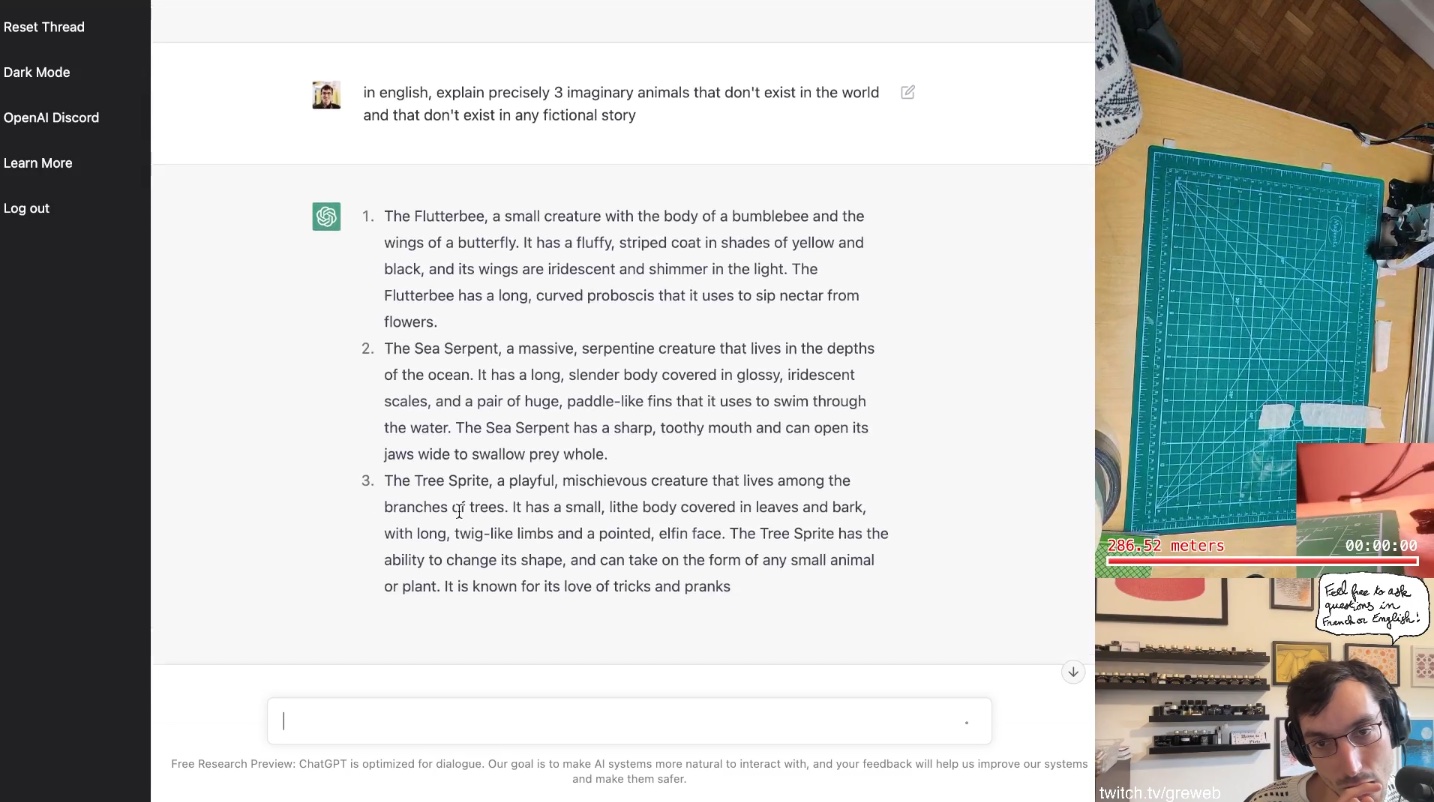 Reset Thread
Dark Mode
OpenAI Discord
Learn More
Log out
in english, explain precisely 3 imaginary animals that don't exist in the world
and that don't exist in any fictional story
1. The Flutterbee, a small creature with the body of a bumblebee and the
wings of a butterfly. It has a fluffy, striped coat in shades of yellow and
black, and its wings are iridescent and shimmer in the light. The
Flutterbee has a long, curved proboscis that it uses to sip nectar from
flowers.
2. The Sea Serpent, a massive, serpentine creature that lives in the depths
of the ocean. It has a long, slender body covered in glossy, iridescent
scales, and a pair of huge, paddle-like fins that it uses to swim through
the water. The Sea Serpent has a sharp, toothy mouth and can open its
jaws wide to swallow prey whole.
3. The Tree Sprite, a playful, mischievous creature that lives among the
branches of trees. It has a small, lithe body covered in leaves and bark,
with long, twig-like limbs and a pointed, elfin face. The Tree Sprite has the
ability to change its shape, and can take on the form of any small animal
or plant. It is known for its love of tricks and pranks
Free Research Preview: ChatGPT is optimized for dialogue. Our goal is to make AI systems more natural to interact with, and your feedback will help us improve our systems
and make them safer.
286.52 meters
00:00:00
Feel free to ask
questions in
French or English!
twitch.tv/greweb